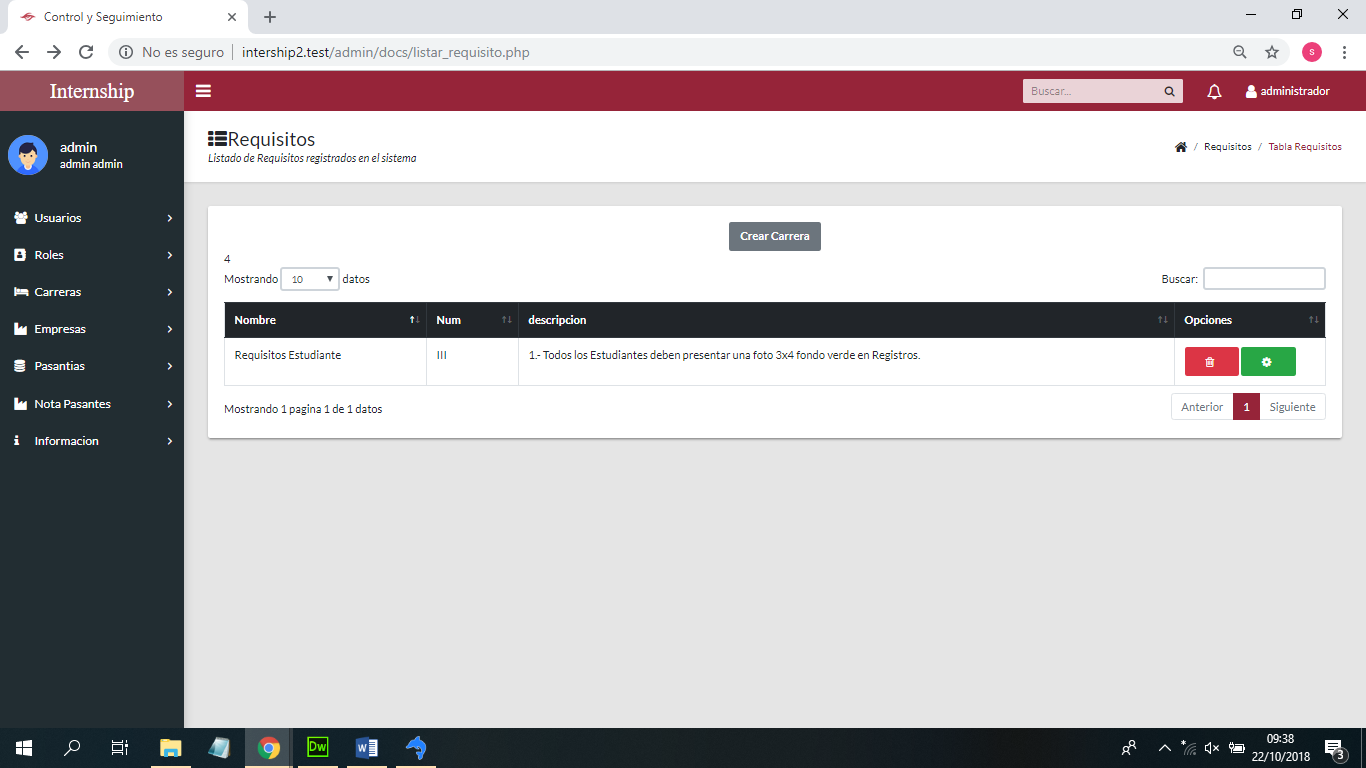 Control y Seguimiento
No es seguro | intership2.test/admin/docs/listar_requisito.php
s
Internship
Buscar...
administrador
admin
admin admin
Requisitos
Listado de Requisitos registrados en el sistema
/ Requisitos / Tabla Requisitos
Usuarios
Roles
Carreras
Empresas
Pasantias
Nota Pasantes
Informacion
Crear Carrera
4
Mostrando 10 datos
Buscar:
Nombre Num descripcion Opciones
Requisitos Estudiante III 1.- Todos los Estudiantes deben presentar una foto 3x4 fondo verde en Registros.
Mostrando 1 pagina 1 de 1 datos
Anterior 1 Siguiente
Dw
W
09:38
22/10/2018
3